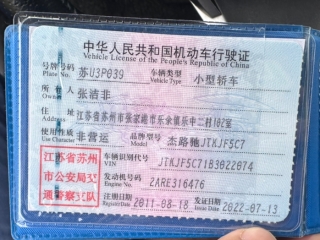 中华人民共和国机动车行驶证
Vehicle License of the People's Republic of China
号牌号码 苏U3P039 车辆类型 小型轿车
Plate No. Vehicle Type
所有人 张洁非
Owner
住址 江苏省苏州市张家港市乐余镇乐中二村102室
Address
使用性质 非营运 品牌型号 杰路驰JTKJF5C7
Use Character Model
江苏省苏州市公安局交通警察支队
车辆识别代号 JTKJF5C71B3022074
VIN
发动机号码 2ARE316476
Engine No.
注册日期 2011-08-18 发证日期 2022-07-13
Register Date Issue Date